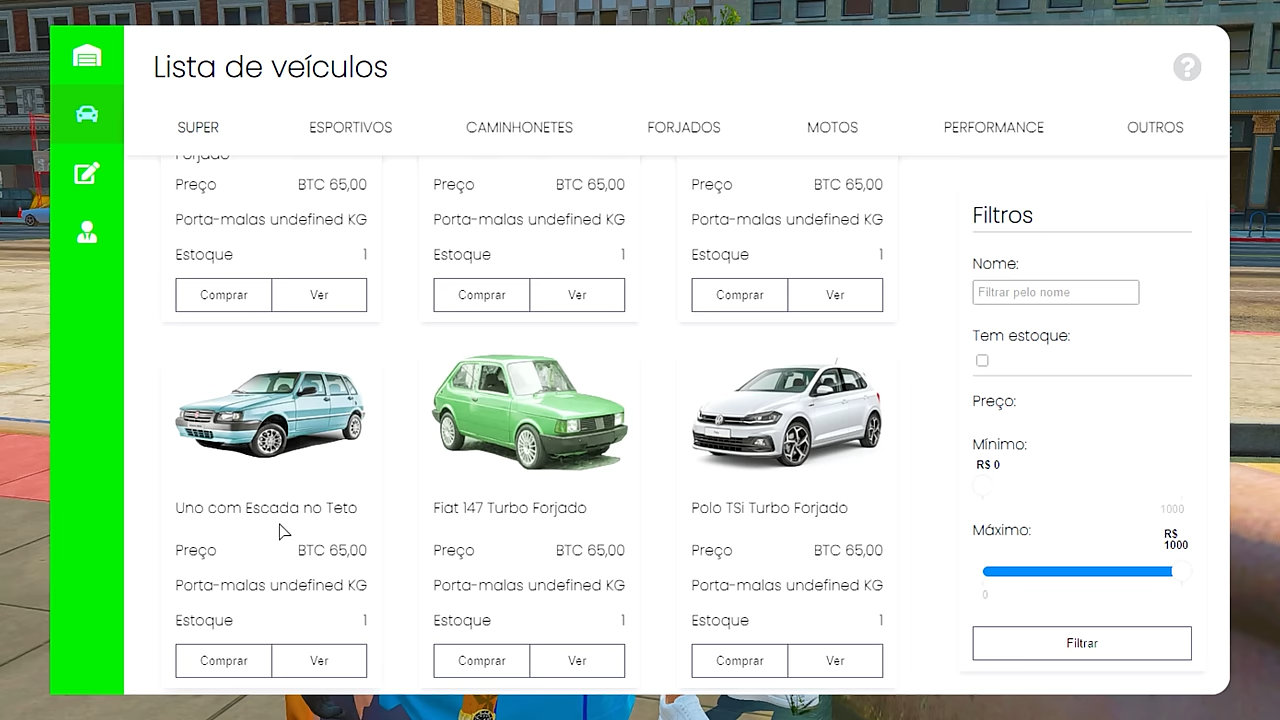 Lista de veículos
SUPER ESPORTIVOS CAMINHONETES FORJADOS MOTOS PERFORMANCE OUTROS
Forjado
Preço BTC 65,00 Preço BTC 65,00 Preço BTC 65,00
Porta-malas undefined KG Porta-malas undefined KG Porta-malas undefined KG
Estoque 1 Estoque 1 Estoque 1
Comprar Ver Comprar Ver Comprar Ver
Uno com Escada no Teto Fiat 147 Turbo Forjado Polo TSi Turbo Forjado
Preço BTC 65,00 Preço BTC 65,00 Preço BTC 65,00
Porta-malas undefined KG Porta-malas undefined KG Porta-malas undefined KG
Estoque 1 Estoque 1 Estoque 1
Comprar Ver Comprar Ver Comprar Ver
Filtros
Nome:
Filtrar pelo nome
Tem estoque:
Preço:
Mínimo:
R$ 0
1000
Máximo:
R$
1000
0
Filtrar